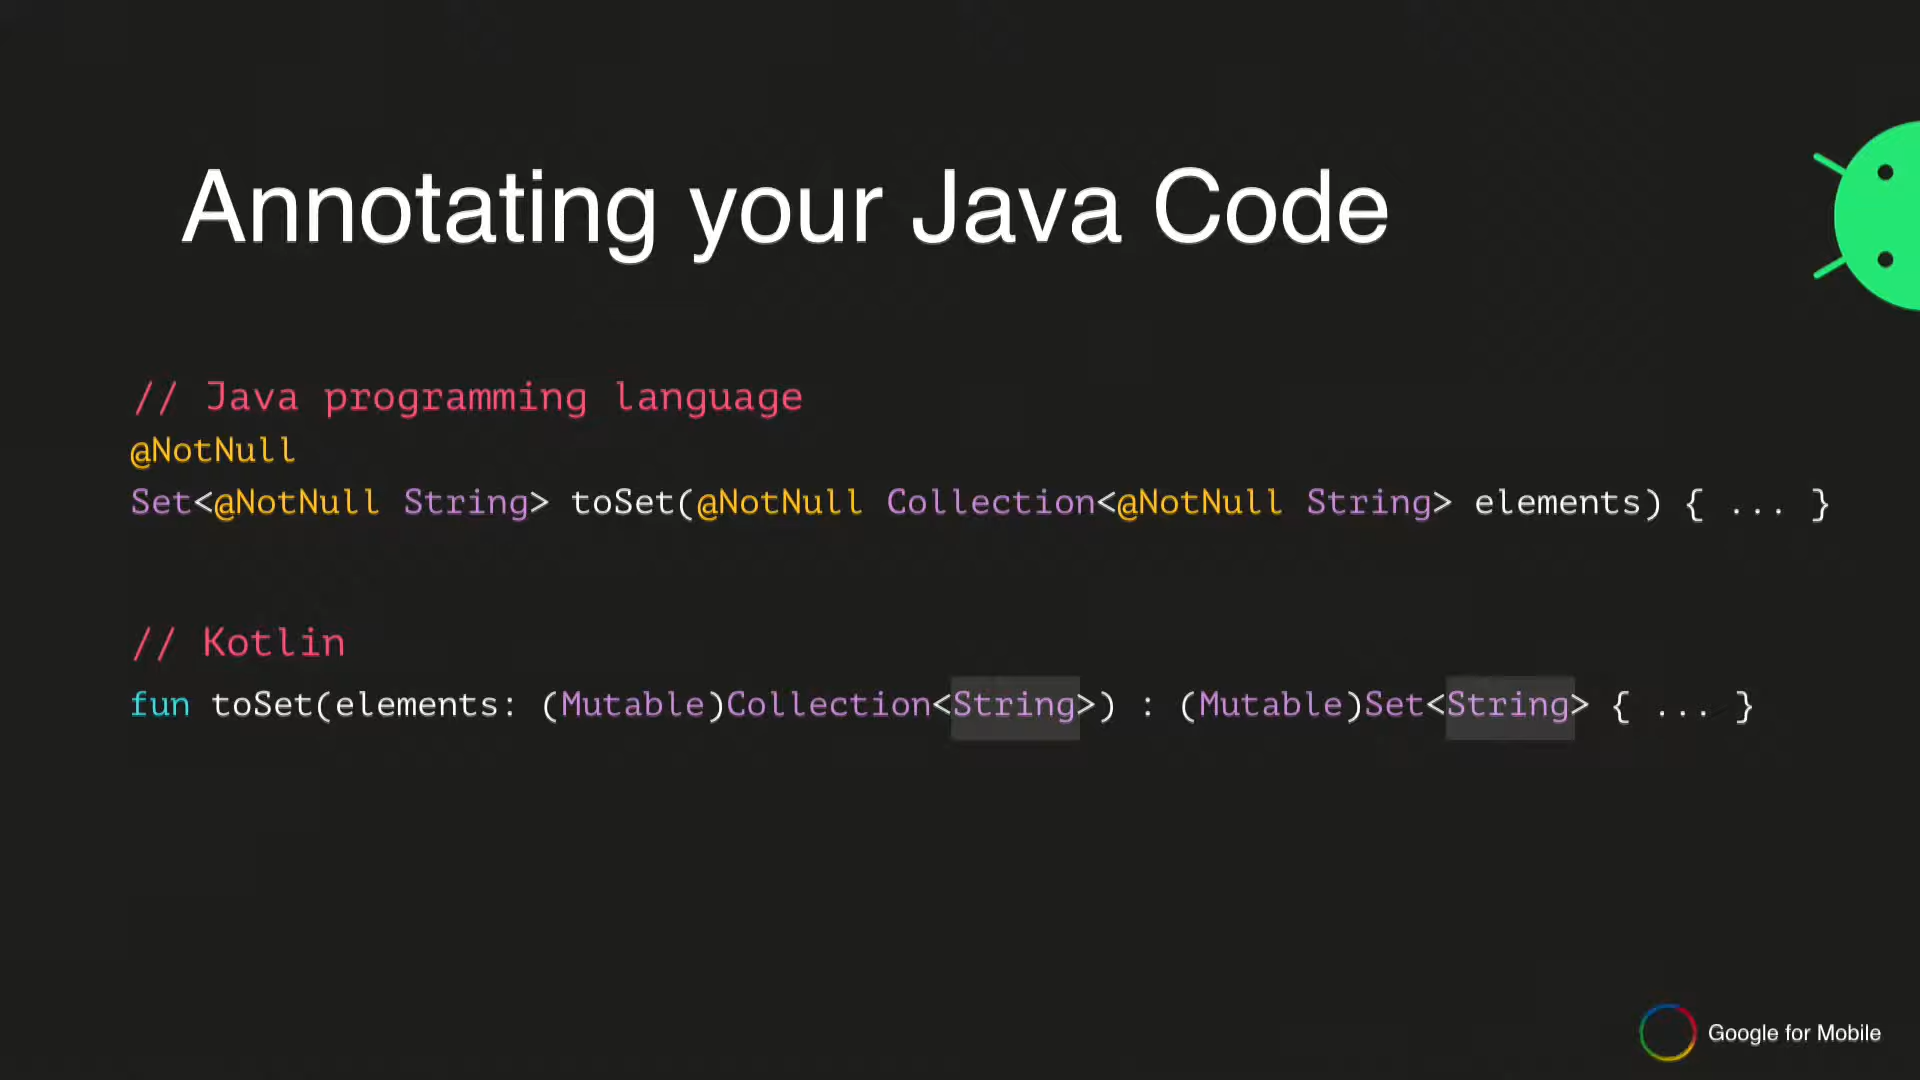 Annotating your Java Code
// Java programming language
@NotNull
Set<@NotNull String> toSet(@NotNull Collection<@NotNull String> elements) { ... }
// Kotlin
fun toSet(elements: (Mutable)Collection<String>) : (Mutable)Set<String> { ... }
Google for Mobile